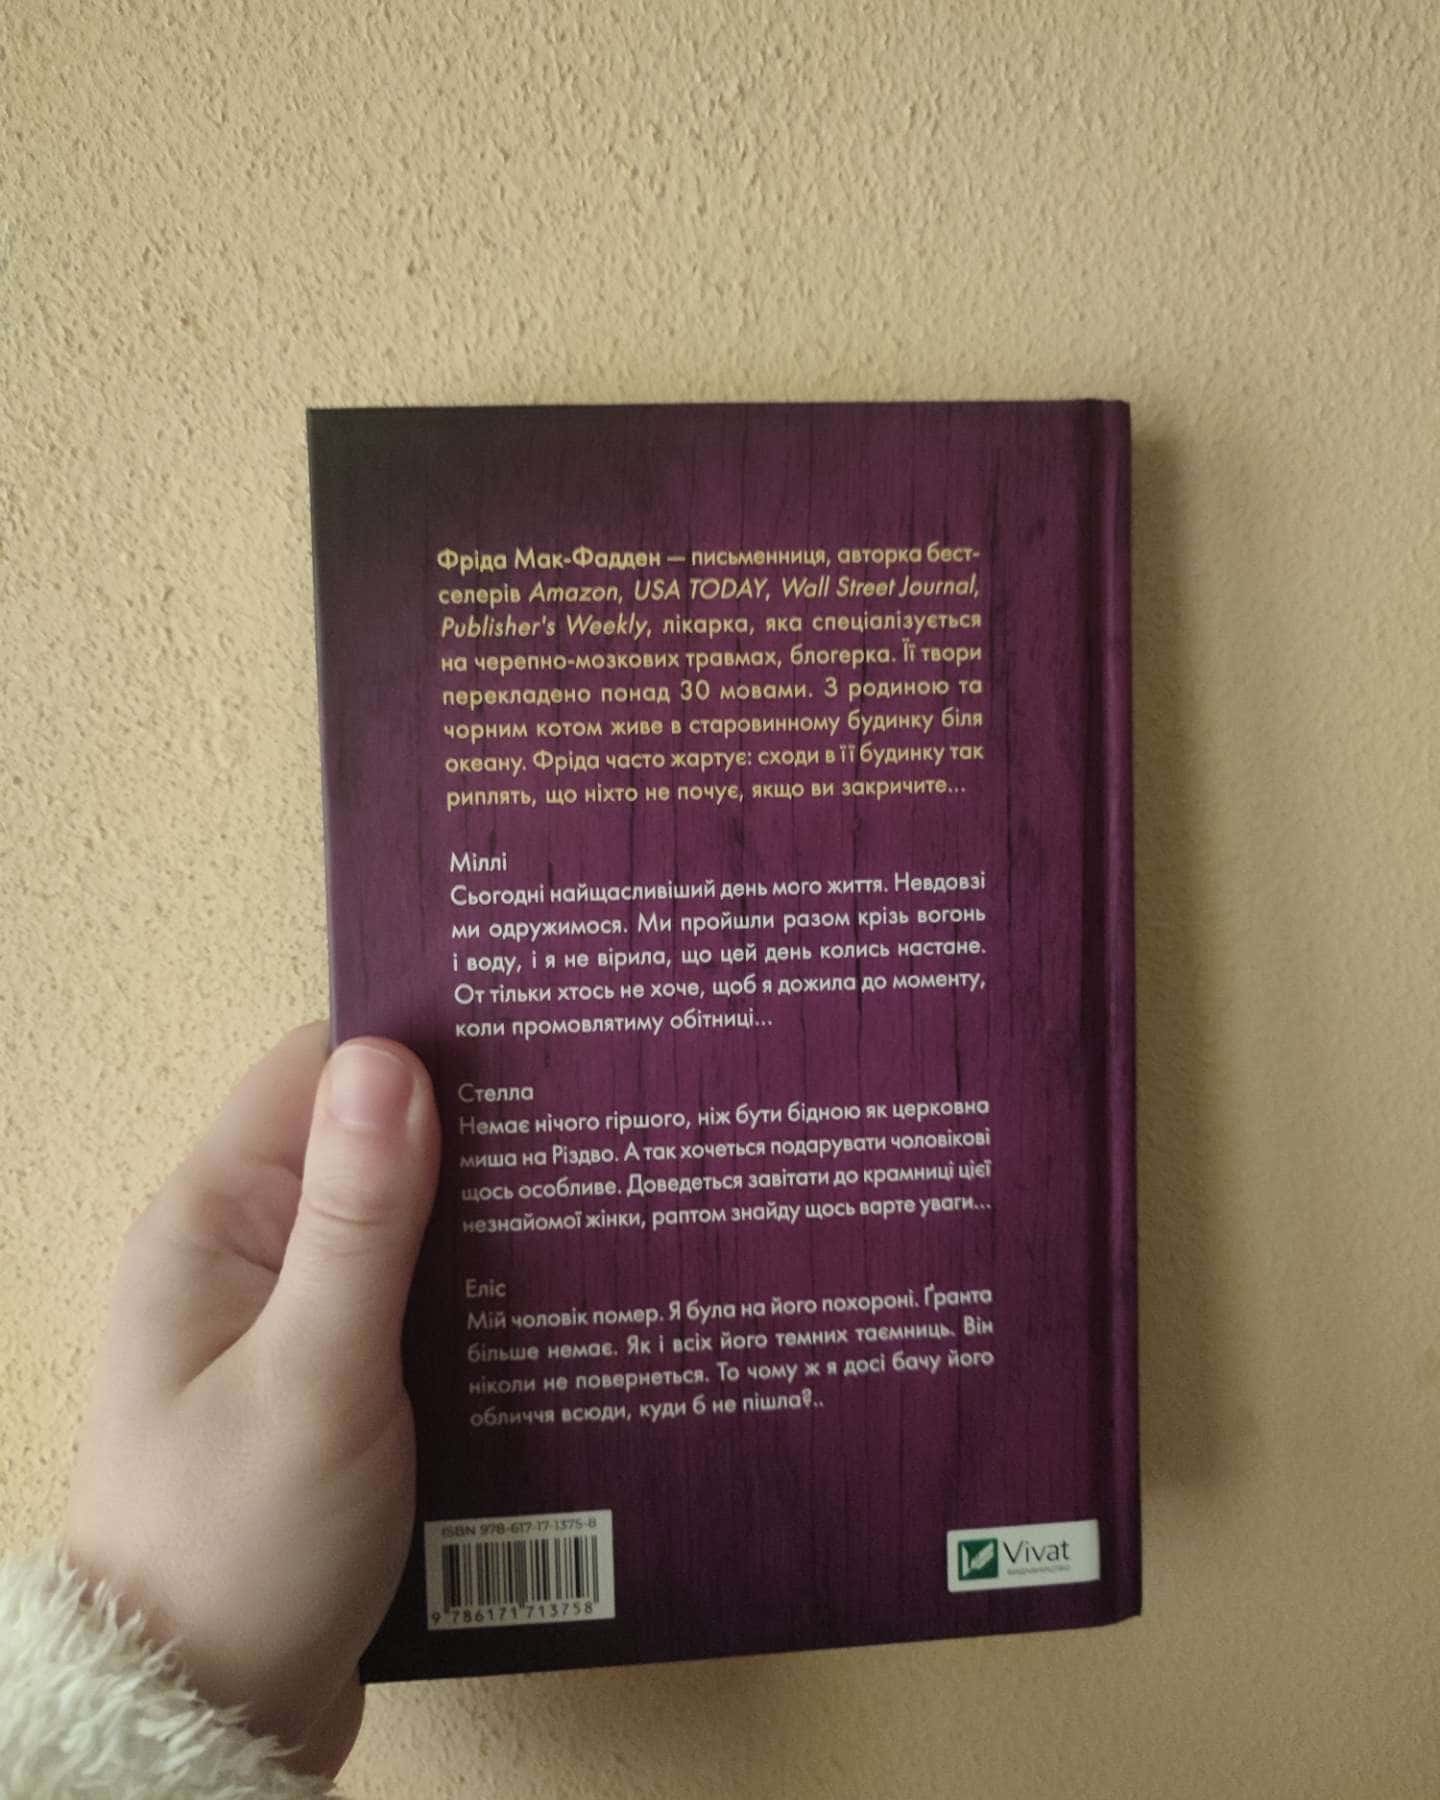 Фріда Мак-Фадден — письменниця, авторка бест-
селерів Amazon, USA TODAY, Wall Street Journal,
Publisher's Weekly, лікарка, яка спеціалізується
на черепно-мозкових травмах, блогерка. Її твори
перекладено понад 30 мовами. З родиною та
чорним котом живе в старовинному будинку біля
океану. Фріда часто жартує: сходи в її будинку так
риплять, що ніхто не почує, якщо ви закричите...
Міллі
Сьогодні найщасливіший день мого життя. Невдовзі
ми одружимося. Ми пройшли разом крізь вогонь
і воду, і я не вірила, що цей день колись настане.
От тільки хтось не хоче, щоб я дожила до моменту,
коли промовлятиму обітниці...
Стелла
Немає нічого гіршого, ніж бути бідною як церковна
миша на Різдво. А так хочеться подарувати чоловікові
щось особливе. Доведеться завітати до крамниці цієї
незнайомої жінки, раптом знайду щось варте уваги...
Еліс
Мій чоловік помер. Я була на його похороні. Ґранта
більше немає. Як і всіх його темних таємниць. Він
ніколи не повернеться. То чому ж я досі бачу його
обличчя всюди, куди б не пішла?..
ISBN 978-617-17-1375-8
9 786171 713758
Vivat
видавництво